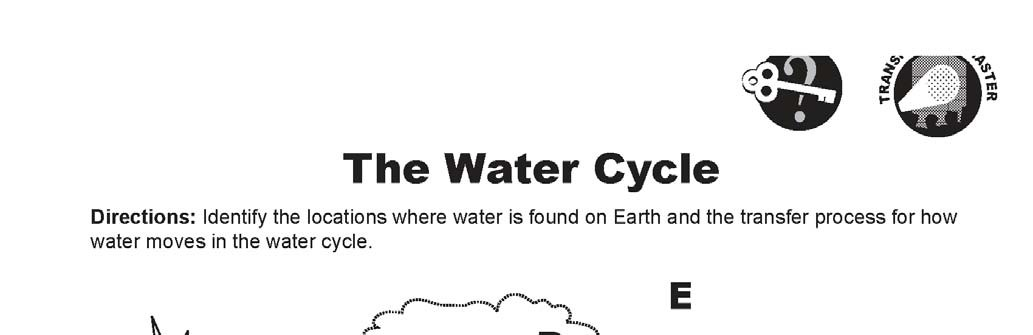 The Water Cycle
Directions: Identify the locations where water is found on Earth and the transfer process for how
water moves in the water cycle.
E